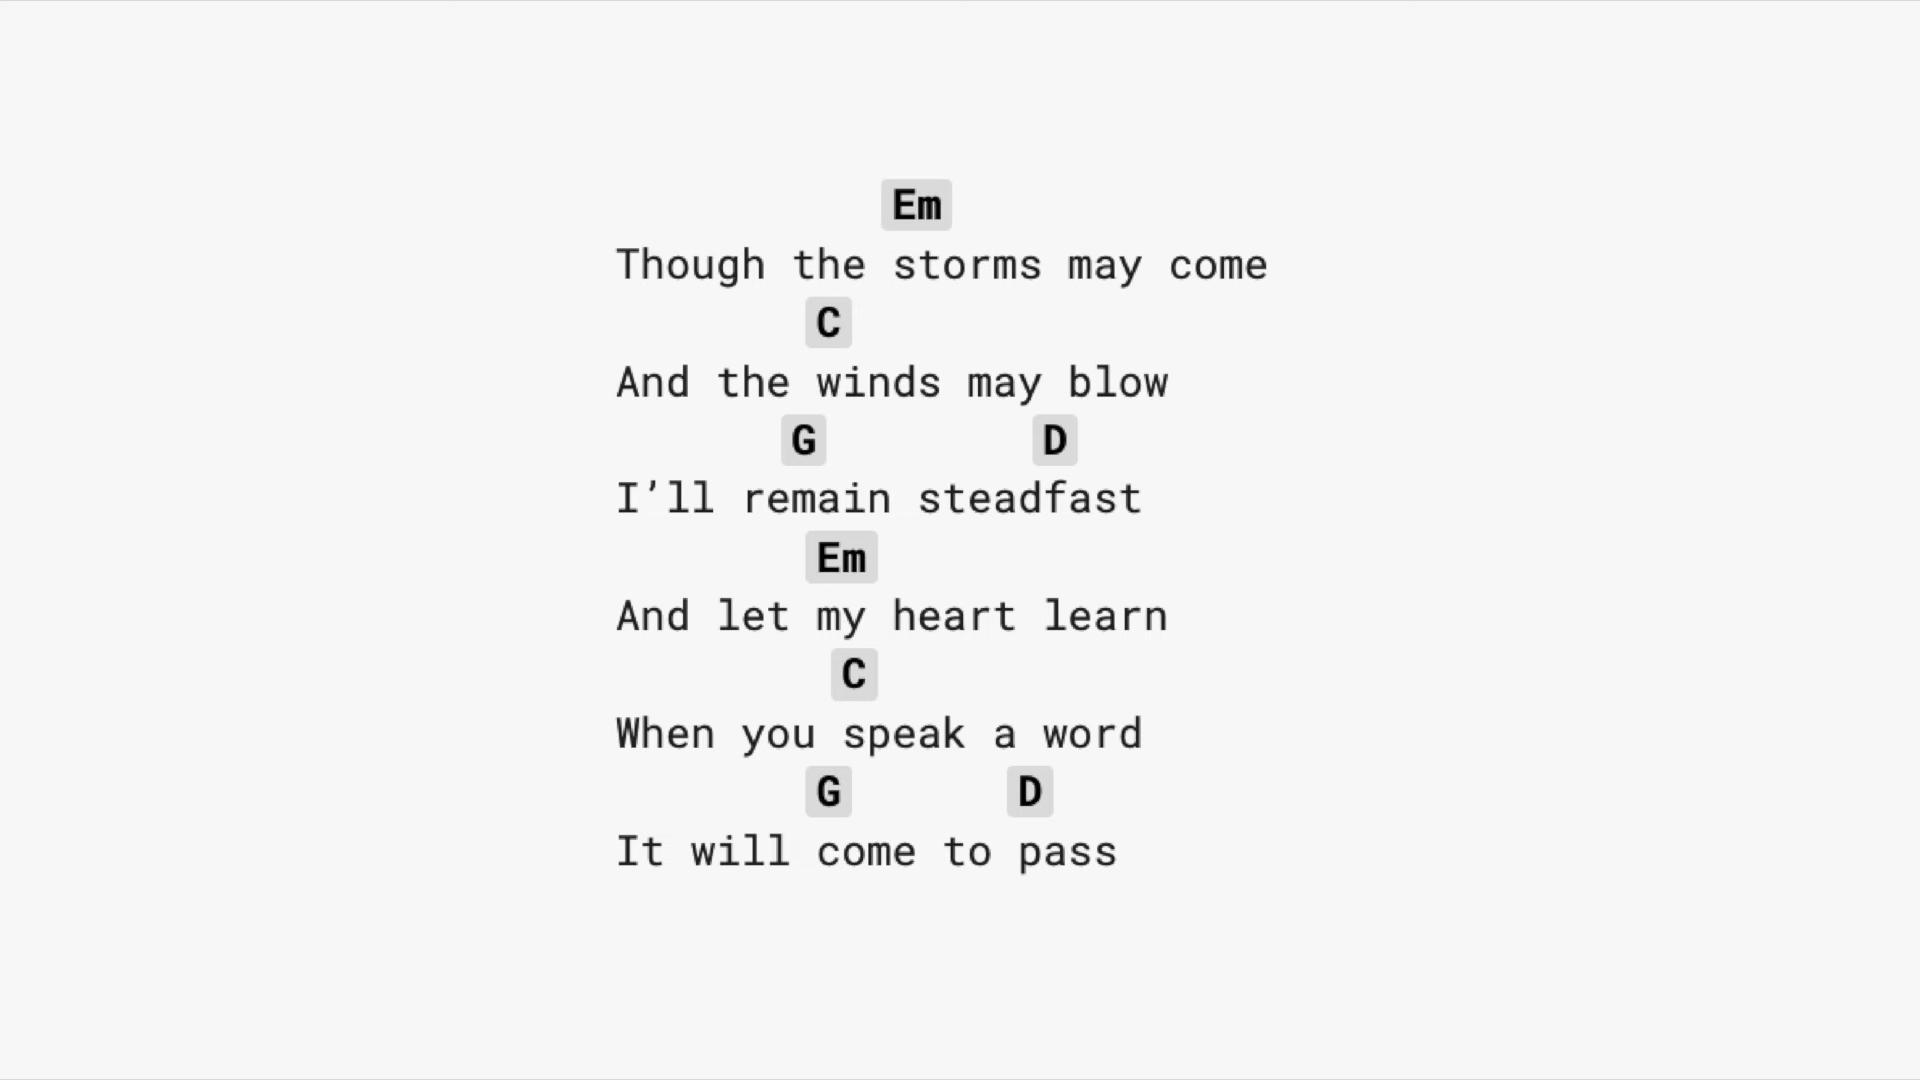 Em
Though the storms may come
C
And the winds may blow
G D
I’ll remain steadfast
Em
And let my heart learn
C
When you speak a word
G D
It will come to pass